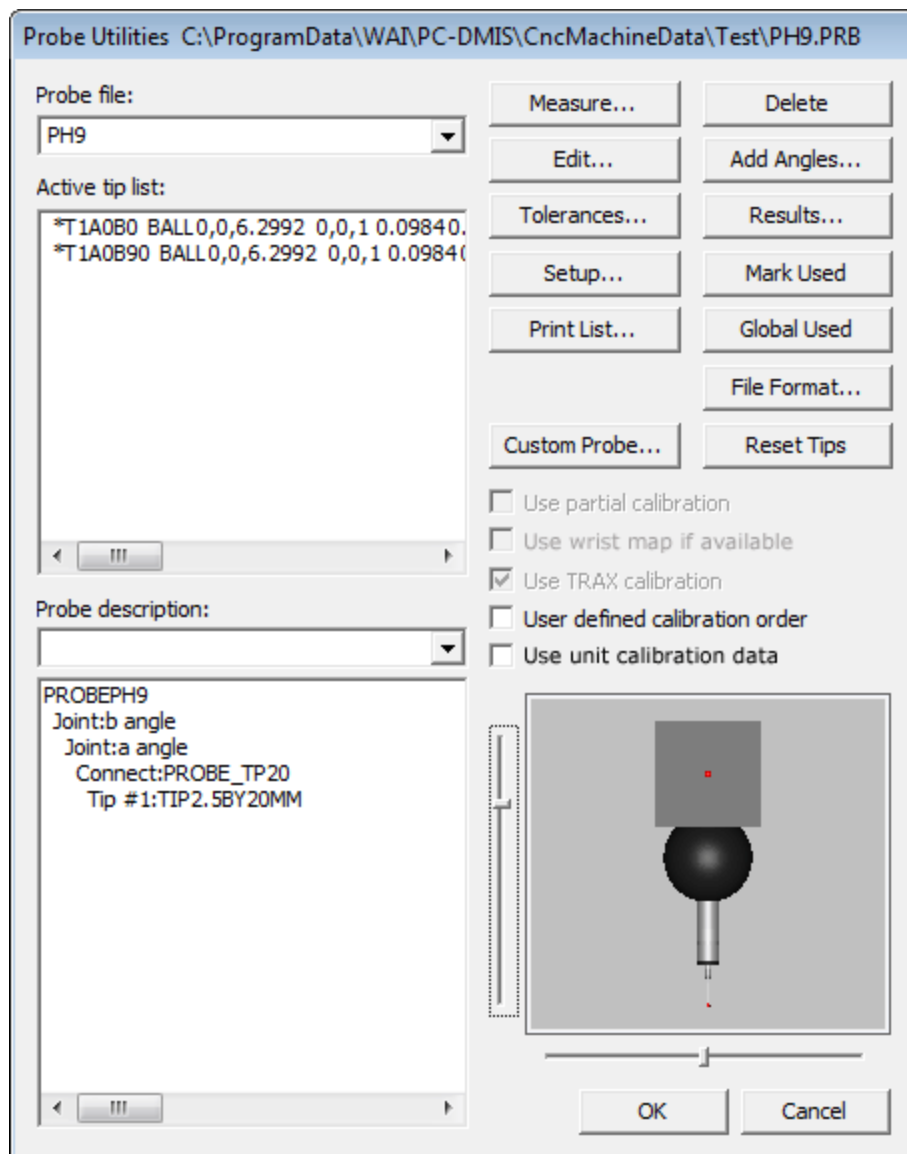 Probe Utilities C:\ProgramData\WAI\PC-DMIS\CncMachineData\Test\PH9.PRB
Probe file:
PH9
Active tip list:
*T1A0B0 BALL0,0,6.2992 0,0,1 0.09840.
*T1A0B90 BALL0,0,6.2992 0,0,1 0.0984(
Probe description:
PROBEPH9
Joint:b angle
Joint:a angle
Connect:PROBE_TP20
Tip #1:TIP2.5BY20MM
Measure...
Delete
Edit...
Add Angles...
Tolerances...
Results...
Setup...
Mark Used
Print List...
Global Used
File Format...
Custom Probe...
Reset Tips
Use partial calibration
Use wrist map if available
Use TRAX calibration
User defined calibration order
Use unit calibration data
OK
Cancel